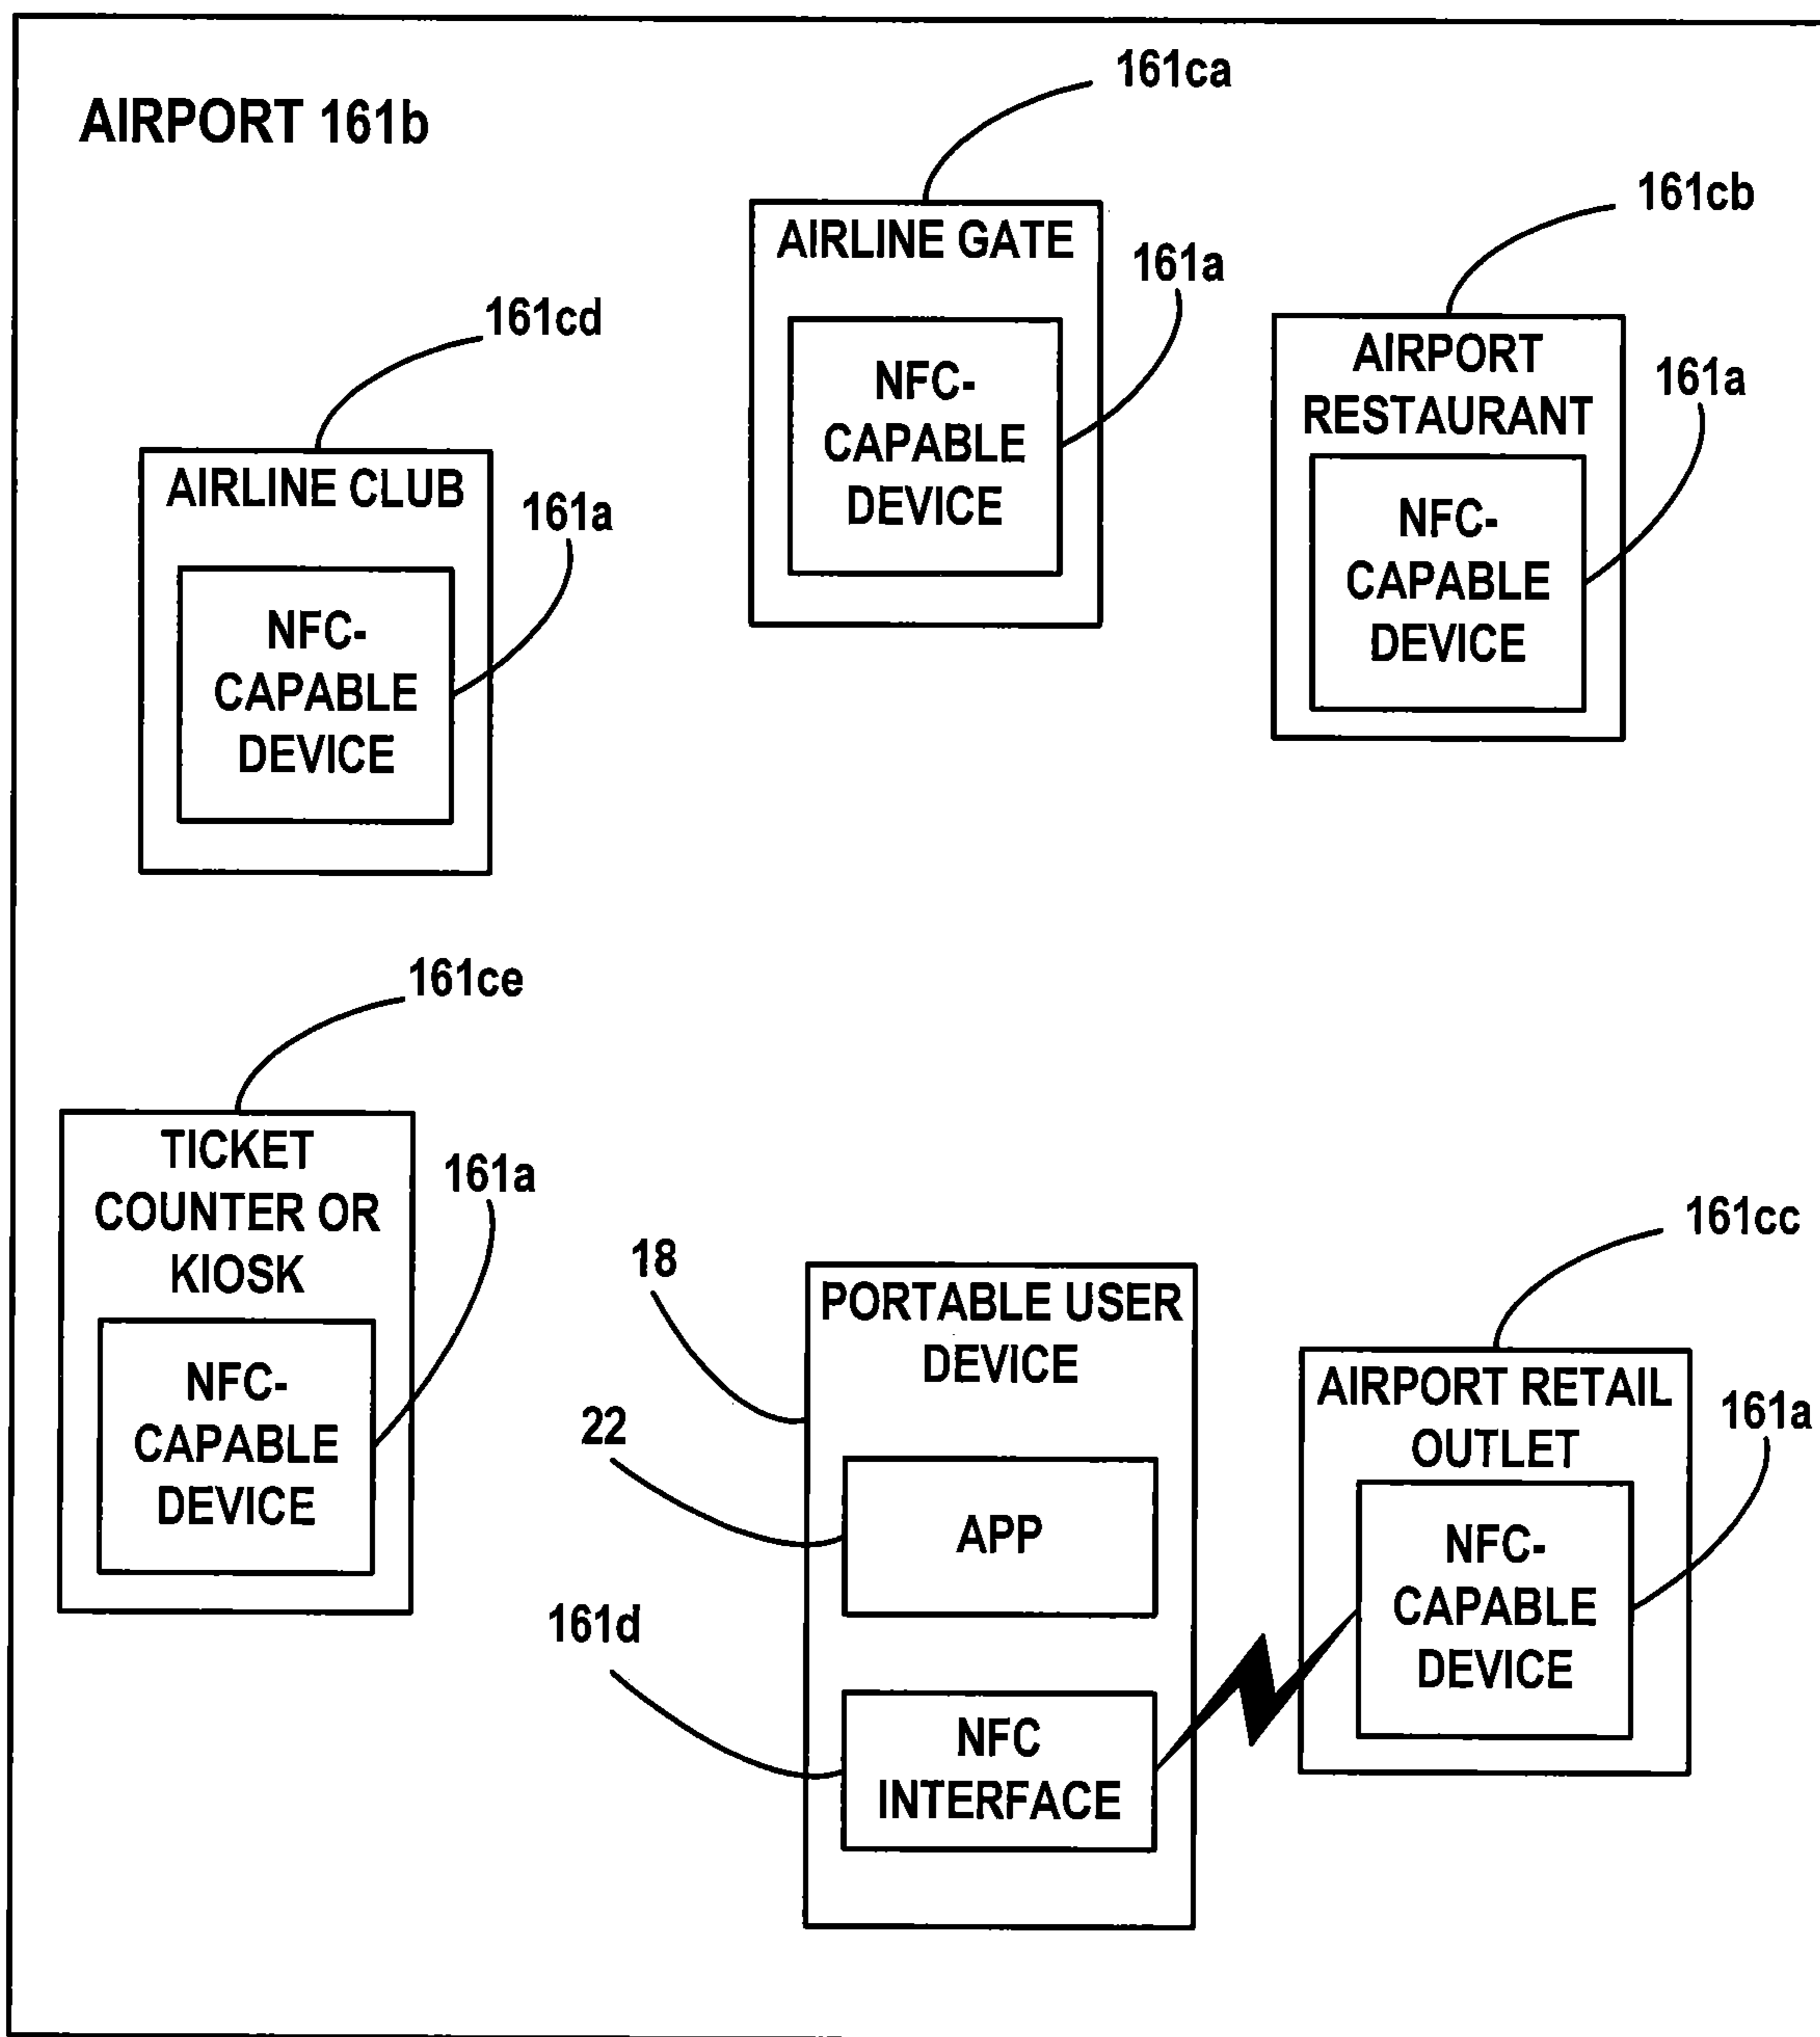 AIRPORT 161b
161ca
AIRLINE GATE
161a
NFC-
CAPABLE
DEVICE
161cb
AIRPORT
RESTAURANT
161a
NFC-
CAPABLE
DEVICE
161cd
AIRLINE CLUB
161a
NFC-
CAPABLE
DEVICE
161ce
TICKET
COUNTER OR
KIOSK
161a
NFC-
CAPABLE
DEVICE
18
PORTABLE USER
DEVICE
22
APP
161d
NFC
INTERFACE
161cc
AIRPORT RETAIL
OUTLET
161a
NFC-
CAPABLE
DEVICE